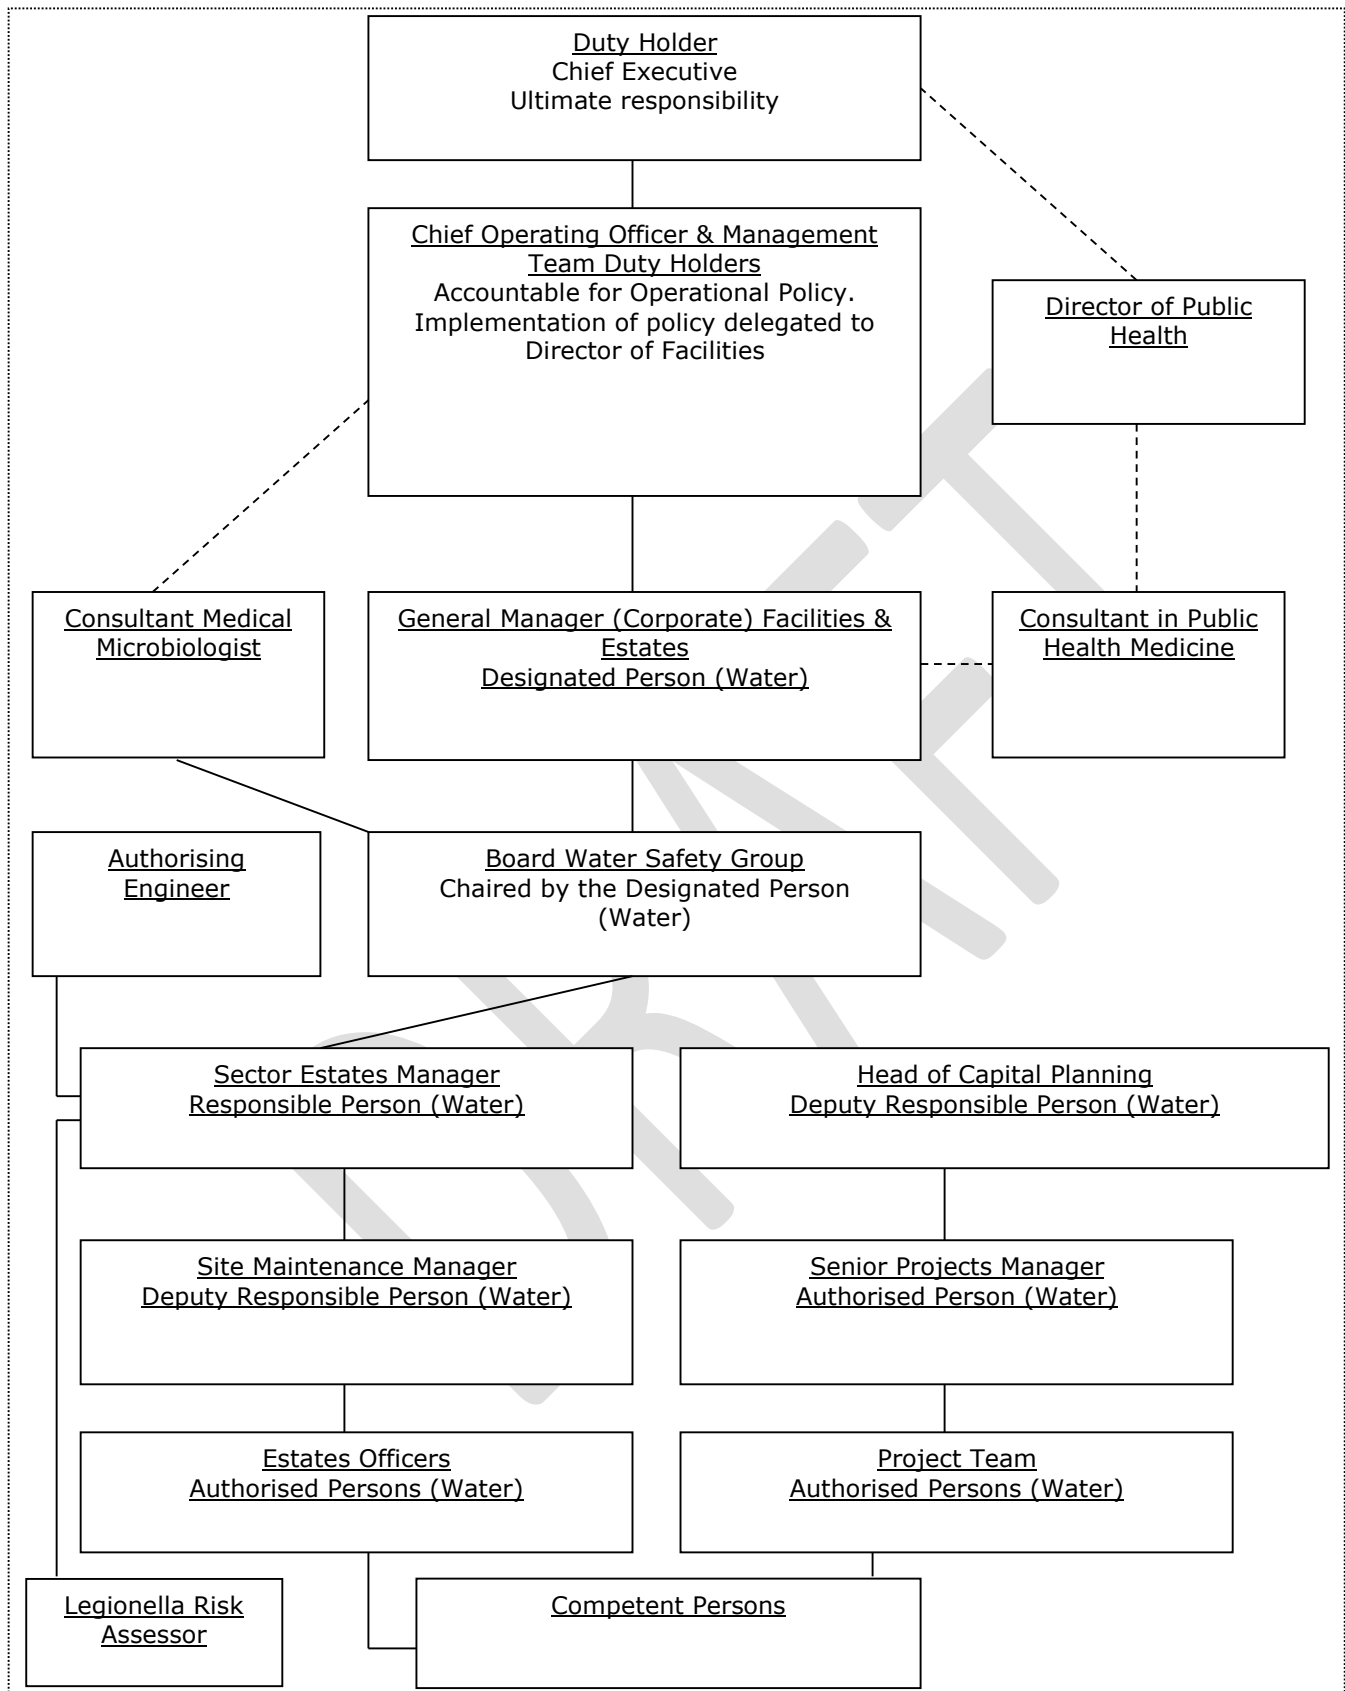 Duty Holder
Chief Executive
Ultimate responsibility
Chief Operating Officer & Management
Team Duty Holders
Accountable for Operational Policy.
Implementation of policy delegated to
Director of Facilities
Director of Public
Health
Consultant Medical
Microbiologist
General Manager (Corporate) Facilities &
Estates
Designated Person (Water)
Consultant in Public
Health Medicine
Authorising
Engineer
Board Water Safety Group
Chaired by the Designated Person
(Water)
Sector Estates Manager
Responsible Person (Water)
Head of Capital Planning
Deputy Responsible Person (Water)
Site Maintenance Manager
Deputy Responsible Person (Water)
Senior Projects Manager
Authorised Person (Water)
Estates Officers
Authorised Persons (Water)
Project Team
Authorised Persons (Water)
Legionella Risk
Assessor
Competent Persons
DRAFT